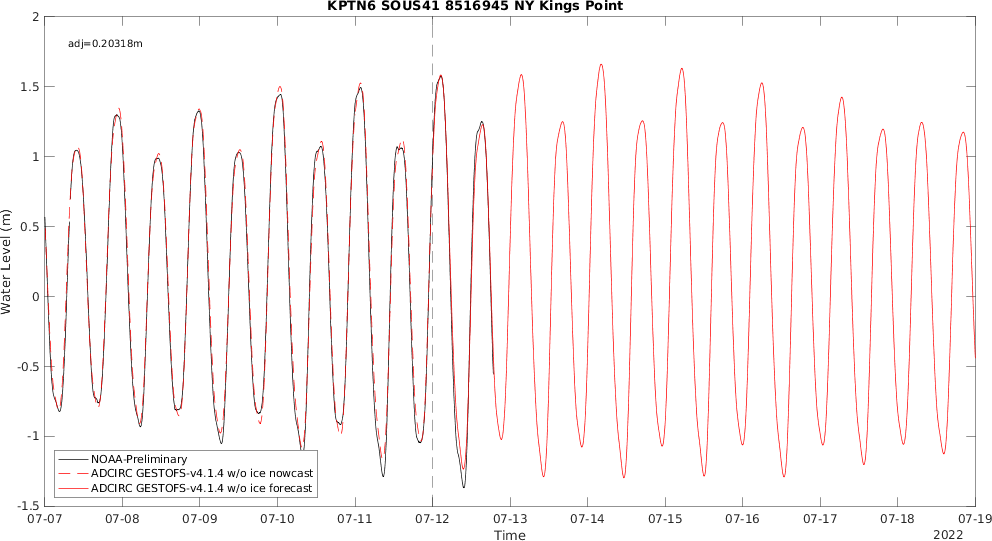 KPTN6 SOUS41 8516945 NY Kings Point
adj=0.20318m
2
1.5
1
0.5
0
-0.5
-1
-1.5
Water Level (m)
NOAA-Preliminary
ADCIRC GESTOFS-v4.1.4 w/o ice nowcast
ADCIRC GESTOFS-v4.1.4 w/o ice forecast
07-07 07-08 07-09 07-10 07-11 07-12 07-13 07-14 07-15 07-16 07-17 07-18 07-19
Time
2022